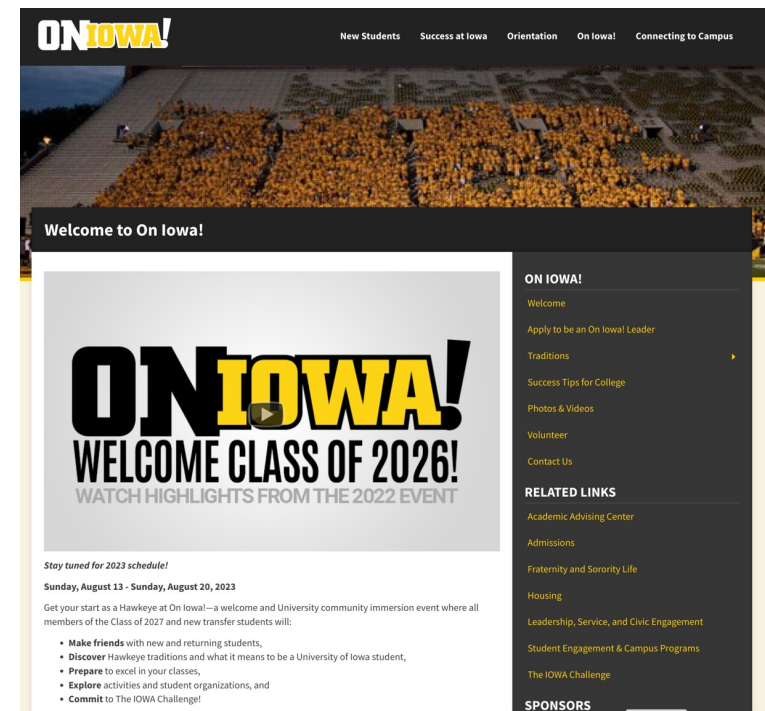 ON IOWA!
New Students Success at Iowa Orientation On Iowa! Connecting to Campus
Welcome to On Iowa!
ON IOWA!
WELCOME CLASS OF 2026!
WATCH HIGHLIGHTS FROM THE 2022 EVENT
Stay tuned for 2023 schedule!
Sunday, August 13 - Sunday, August 20, 2023
Get your start as a Hawkeye at On Iowa!—a welcome and University community immersion event where all
members of the Class of 2027 and new transfer students will:
• Make friends with new and returning students,
• Discover Hawkeye traditions and what it means to be a University of Iowa student,
• Prepare to excel in your classes,
• Explore activities and student organizations, and
• Commit to The IOWA Challenge!
ON IOWA!
Welcome
Apply to be an On Iowa! Leader
Traditions
Success Tips for College
Photos & Videos
Volunteer
Contact Us
RELATED LINKS
Academic Advising Center
Admissions
Fraternity and Sorority Life
Housing
Leadership, Service, and Civic Engagement
Student Engagement & Campus Programs
The IOWA Challenge
SPONSORS